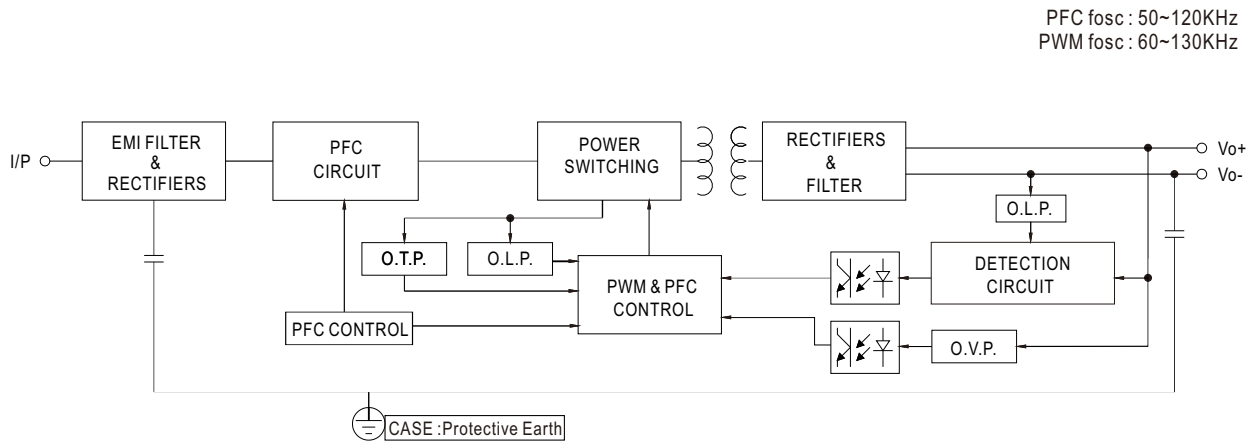 PFC fosc : 50~120KHz
PWM fosc : 60~130KHz
I/P
EMI FILTER
&
RECTIFIERS
PFC
CIRCUIT
POWER
SWITCHING
RECTIFIERS
&
FILTER
Vo+
Vo-
O.L.P.
O.T.P.
O.L.P.
PWM & PFC
CONTROL
DETECTION
CIRCUIT
PFC CONTROL
O.V.P.
CASE :Protective Earth